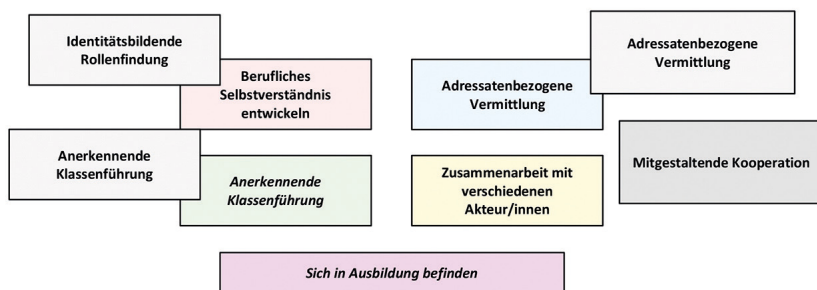 Identitätsbildende
Rollenfindung
Berufliches
Selbstverständnis
entwickeln
Adressatenbezogene
Vermittlung
Adressatenbezogene
Vermittlung
Anerkennende
Klassenführung
Anerkennende
Klassenführung
Zusammenarbeit mit
verschiedenen
Akteur/innen
Mitgestaltende Kooperation
Sich in Ausbildung befinden